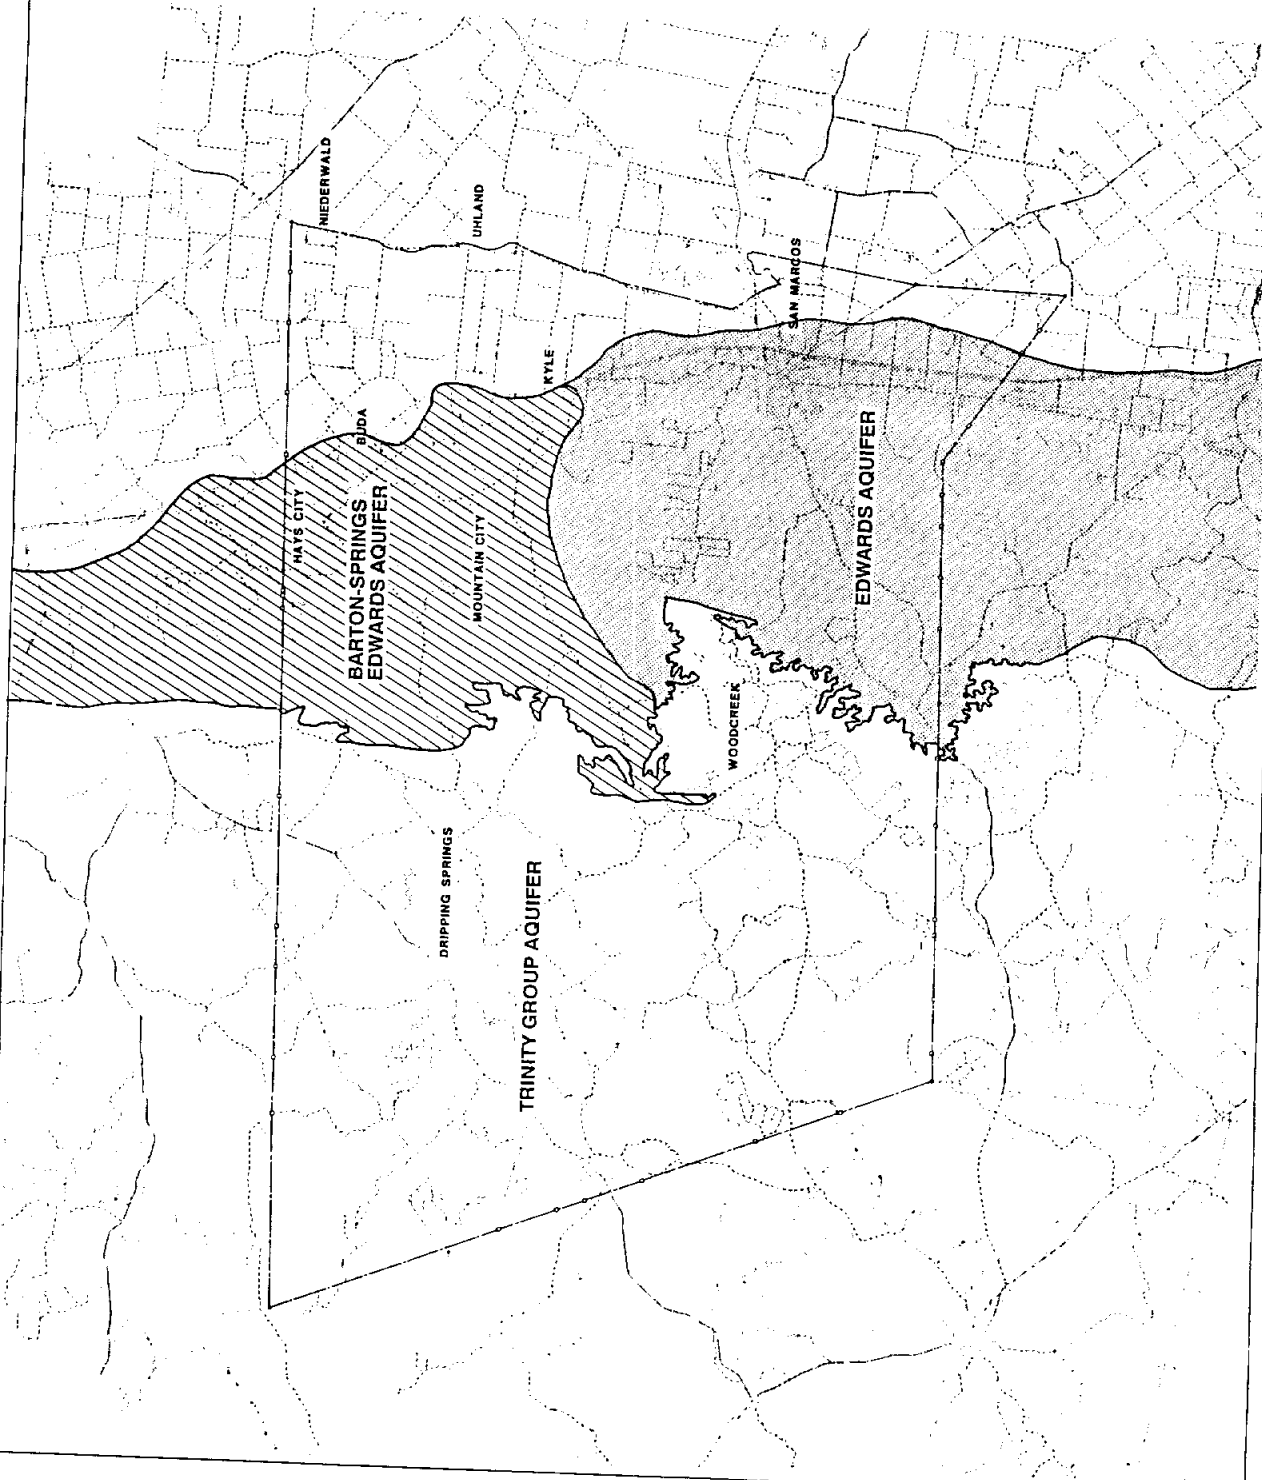 NIEDERWALD
UHLAND
SAN MARCOS
KYLE
BUDA
HAYS CITY
BARTON-SPRINGS
EDWARDS AQUIFER
MOUNTAIN CITY
EDWARDS AQUIFER
WOODCREEK
DRIPPING SPRINGS
TRINITY GROUP AQUIFER